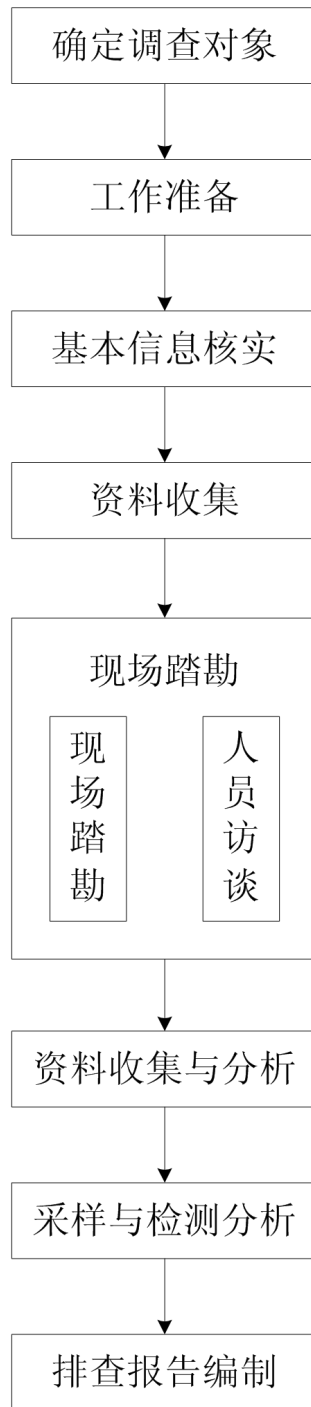 确定调查对象
工作准备
基本信息核实
资料收集
现场踏勘
现场踏勘
人员访谈
资料收集与分析
采样与检测分析
排查报告编制